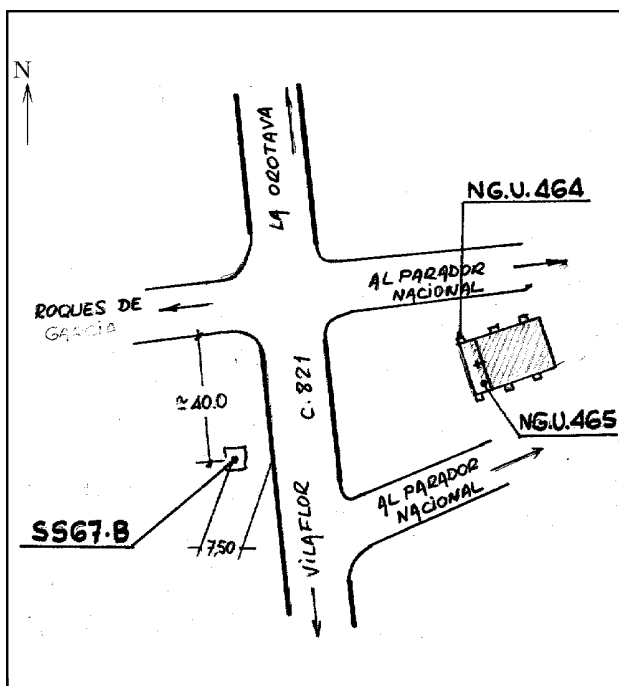 N
LA OROTAVA
NG.U.464
AL PARADOR
NACIONAL
ROQUES DE
GARCIA
≈40.0
C.821
NG.U.465
AL PARADOR
NACIONAL
SS67.B
7,50
VILAFLOR